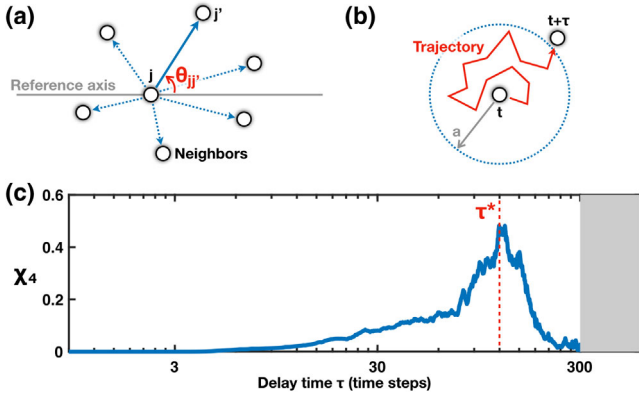 (a)
j'
j
θjj'
Reference axis
Neighbors
(b)
t+τ
Trajectory
t
a
(c)
0.6
τ*
0.4
χ4
0.2
0
3
30
300
Delay time τ (time steps)